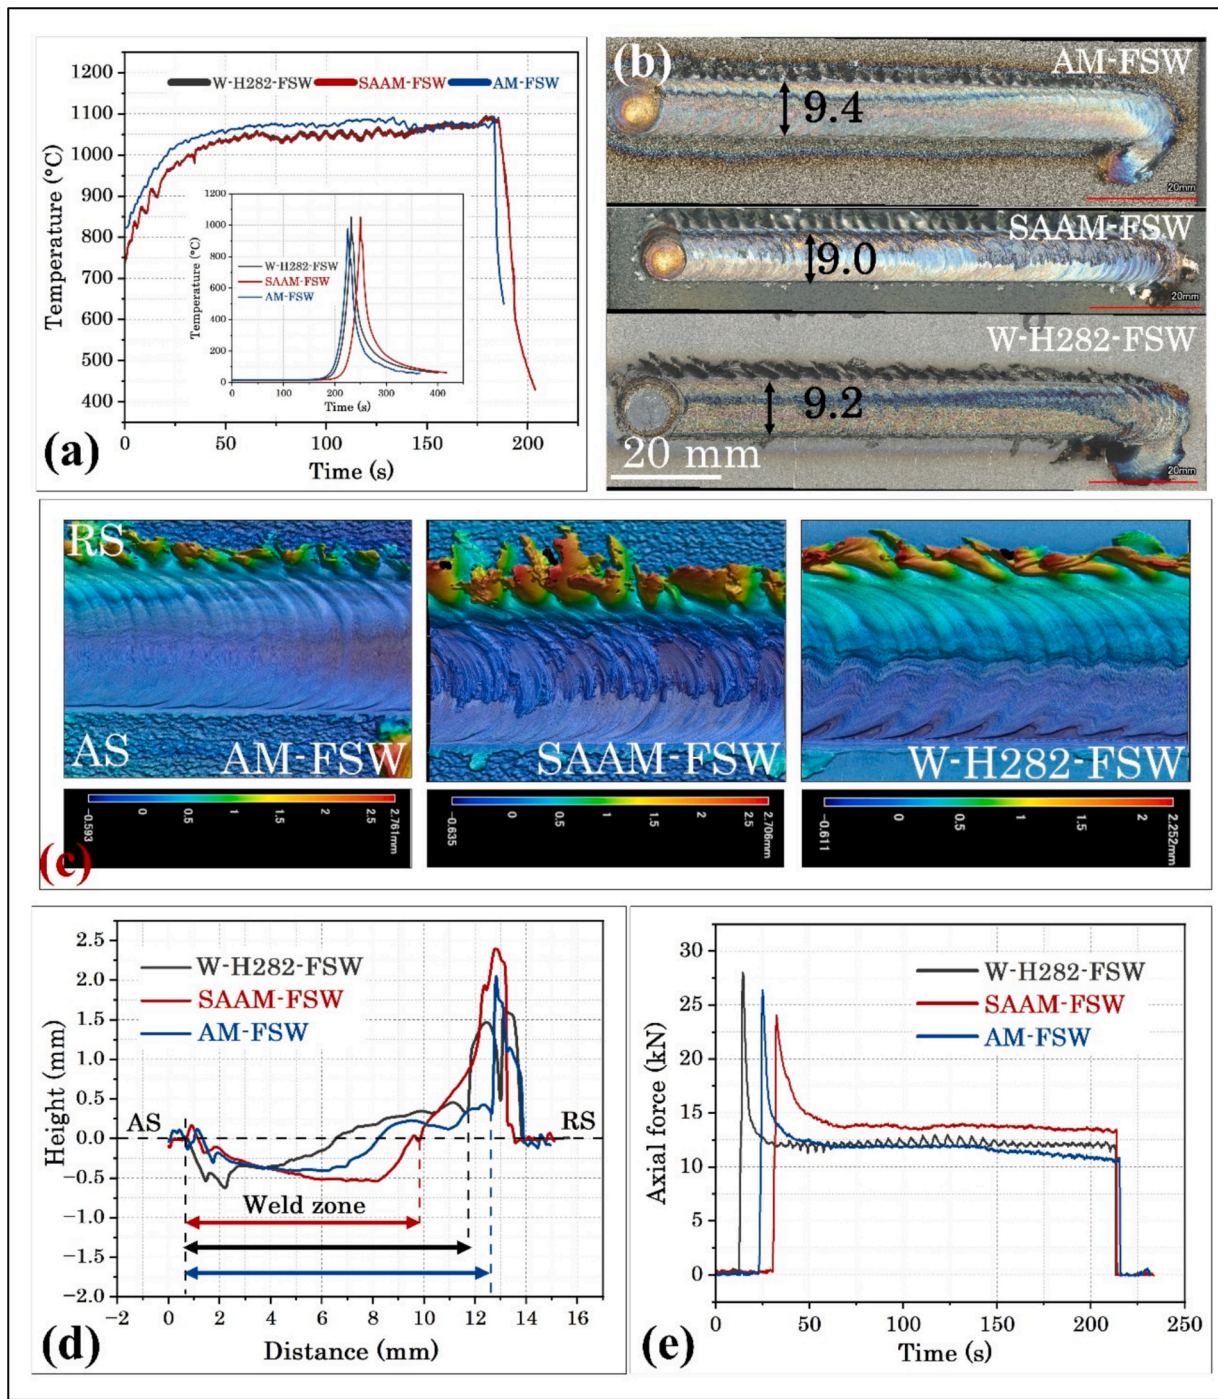 1200
1100
1000
900
800
700
600
500
400
Temperature (°C)
W-H282-FSW SAAM-FSW AM-FSW
1200
1000
800
600
400
200
0
Temperature (°C)
W-H282-FSW
SAAM-FSW
AM-FSW
0 100 200 300 400
Time (s)
0 50 100 150 200
Time (s)
(a)
(b)
AM-FSW
9.4
20mm
SAAM-FSW
9.0
20mm
W-H282-FSW
9.2
20 mm
20mm
RS
AS
AM-FSW
SAAM-FSW
W-H282-FSW
-0.593 0 0.5 1 1.5 2 2.5 2.761mm
-0.635 0 0.5 1 1.5 2 2.5 2.706mm
-0.611 0 0.5 1 1.5 2 2.252mm
(c)
2.5
2.0
1.5
1.0
0.5
0.0
−0.5
−1.0
−1.5
−2.0
Height (mm)
W-H282-FSW
SAAM-FSW
AM-FSW
AS
RS
Weld zone
−2 0 2 4 6 8 10 12 14 16
Distance (mm)
(d)
30
25
20
15
10
5
0
Axial force (kN)
W-H282-FSW
SAAM-FSW
AM-FSW
0 50 100 150 200 250
Time (s)
(e)